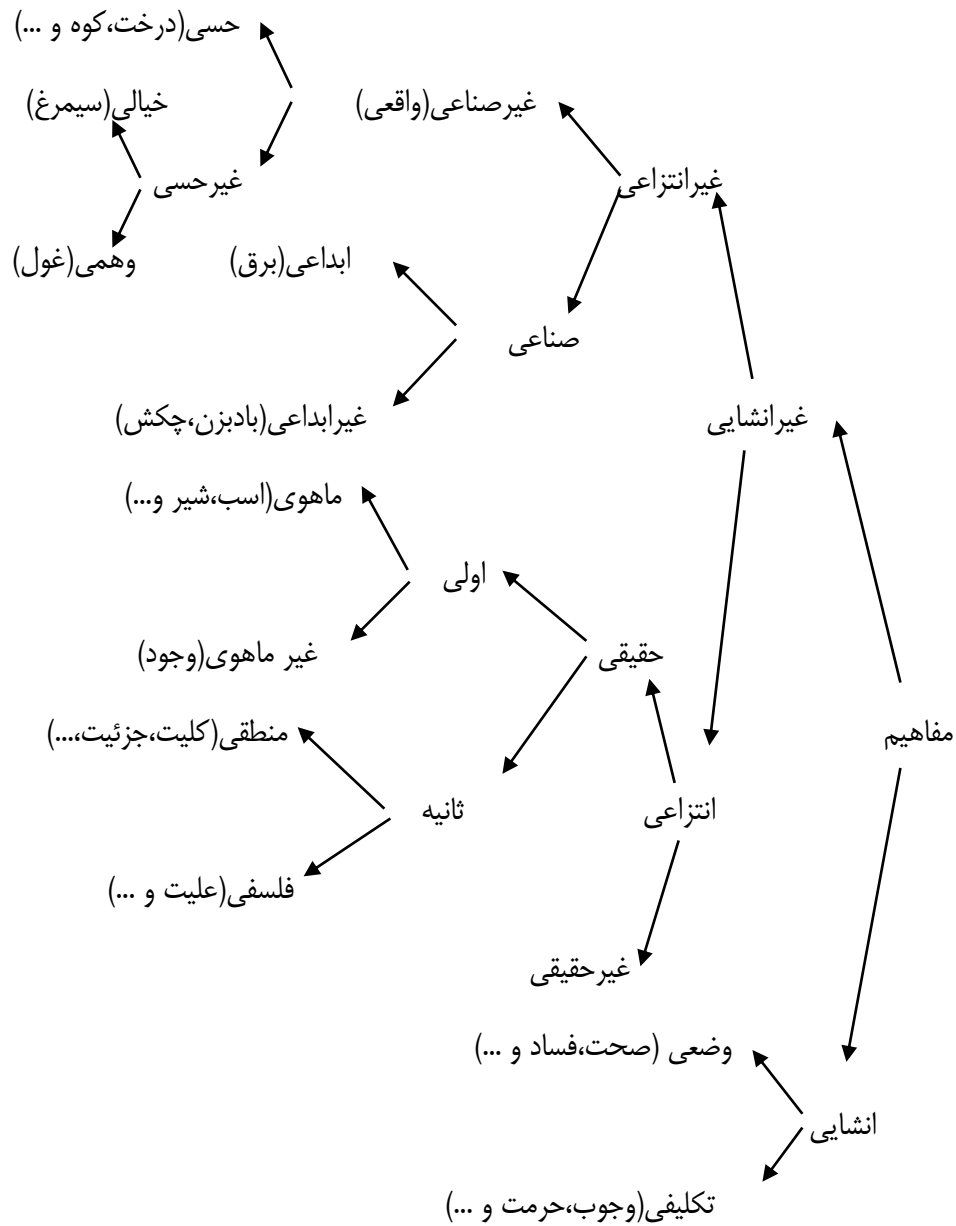 حسی(درخت،کوه و ...)
غیرصناعی(واقعی)
خیالی(سیمرغ)
غیرانتزاعی
غیرحسی
ابداعی(برق)
وهمی(غول)
صناعی
غیرانشایی
غیرابداعی(بادبزن،چکش)
ماهوی(اسب،شیر و...)
اولی
حقیقی
غیر ماهوی(وجود)
مفاهیم
منطقی(کلیت،جزئیت،...)
انتزاعی
ثانیه
فلسفی(علیت و ...)
غیرحقیقی
وضعی (صحت،فساد و ...)
انشایی
تکلیفی(وجوب،حرمت و ...)